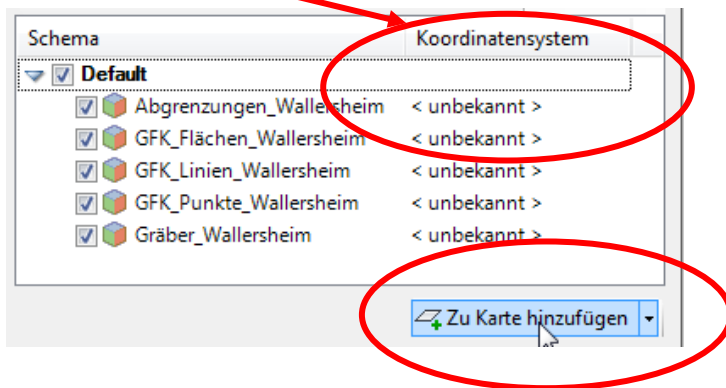 Schema Koordinatensystem
Default
Abgrenzungen_Wallersheim < unbekannt >
GFK_Flächen_Wallersheim < unbekannt >
GFK_Linien_Wallersheim < unbekannt >
GFK_Punkte_Wallersheim < unbekannt >
Gräber_Wallersheim < unbekannt >
Zu Karte hinzufügen